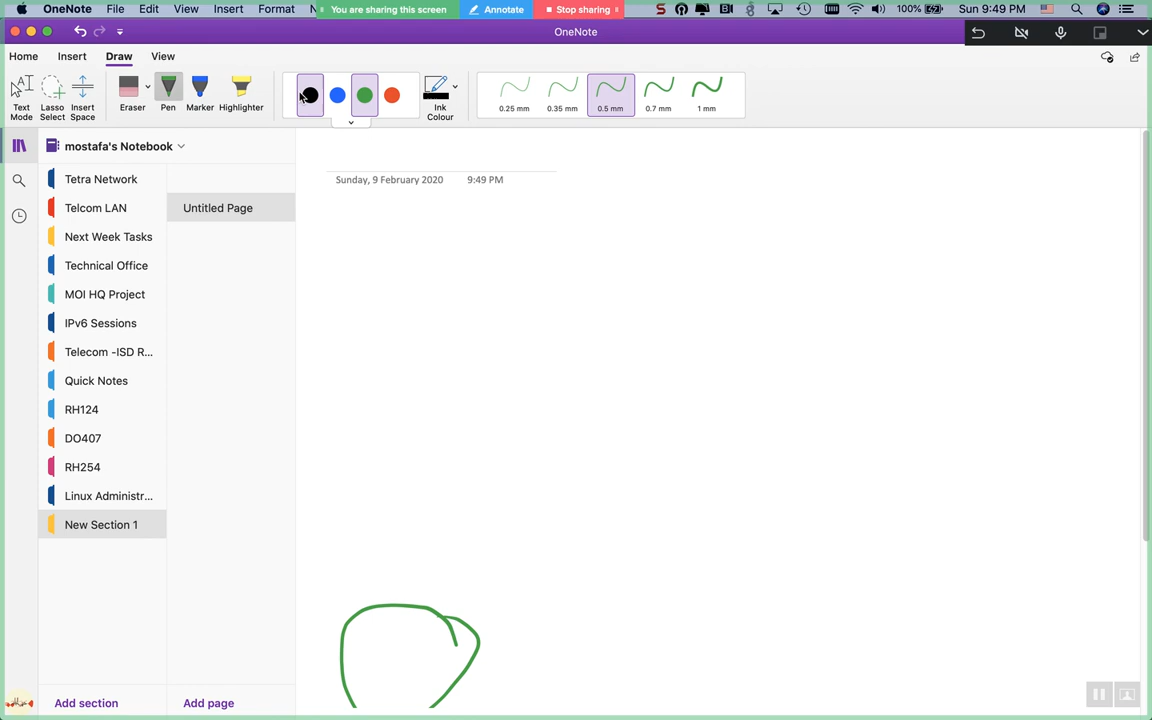 OneNote File Edit View Insert Format N You are sharing this screen Annotate Stop sharing 100% Sun 9:49 PM
OneNote
Home Insert Draw View
Text Mode
Lasso Select
Insert Space
Eraser
Pen
Marker
Highlighter
Ink Colour
0.25 mm 0.35 mm 0.5 mm 0.7 mm 1 mm
mostafa's Notebook
Tetra Network
Telcom LAN
Next Week Tasks
Technical Office
MOI HQ Project
IPv6 Sessions
Telecom -ISD R...
Quick Notes
RH124
DO407
RH254
Linux Administr...
New Section 1
Add section
Untitled Page
Add page
Sunday, 9 February 2020 9:49 PM